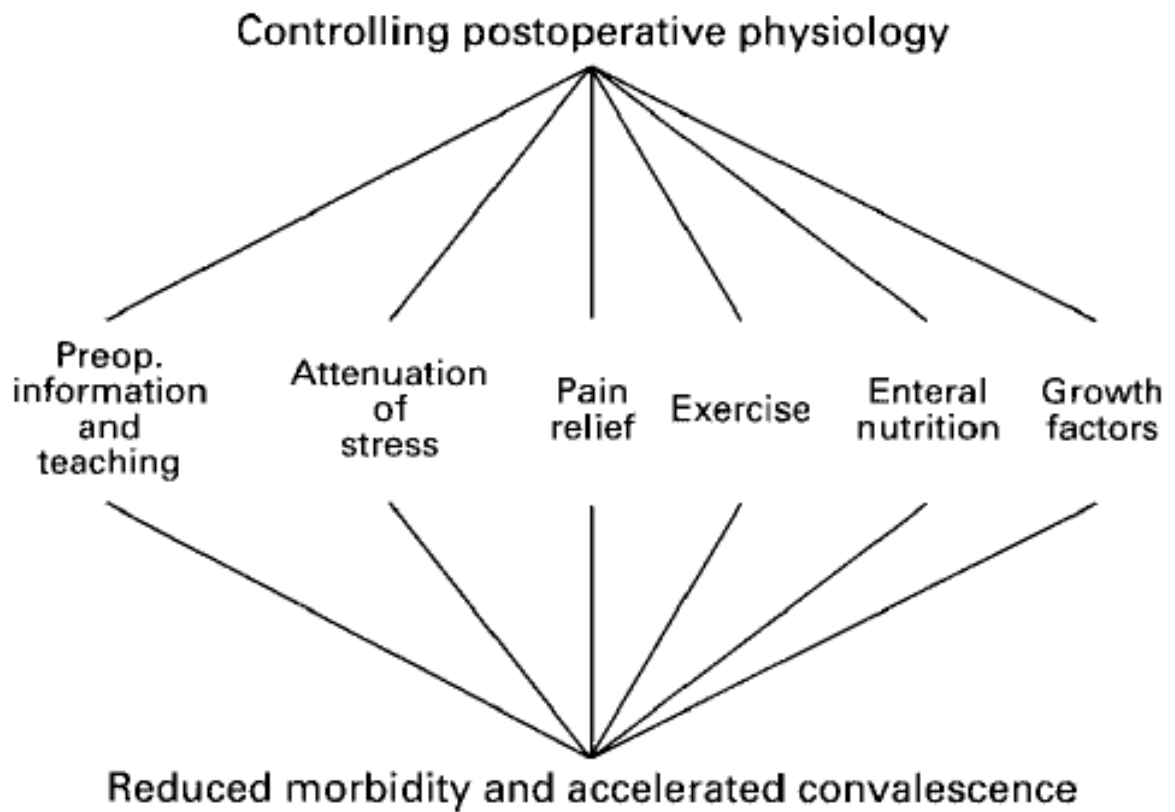 Controlling postoperative physiology
Preop.
information
and
teaching
Attenuation
of
stress
Pain
relief
Exercise
Enteral
nutrition
Growth
factors
Reduced morbidity and accelerated convalescence